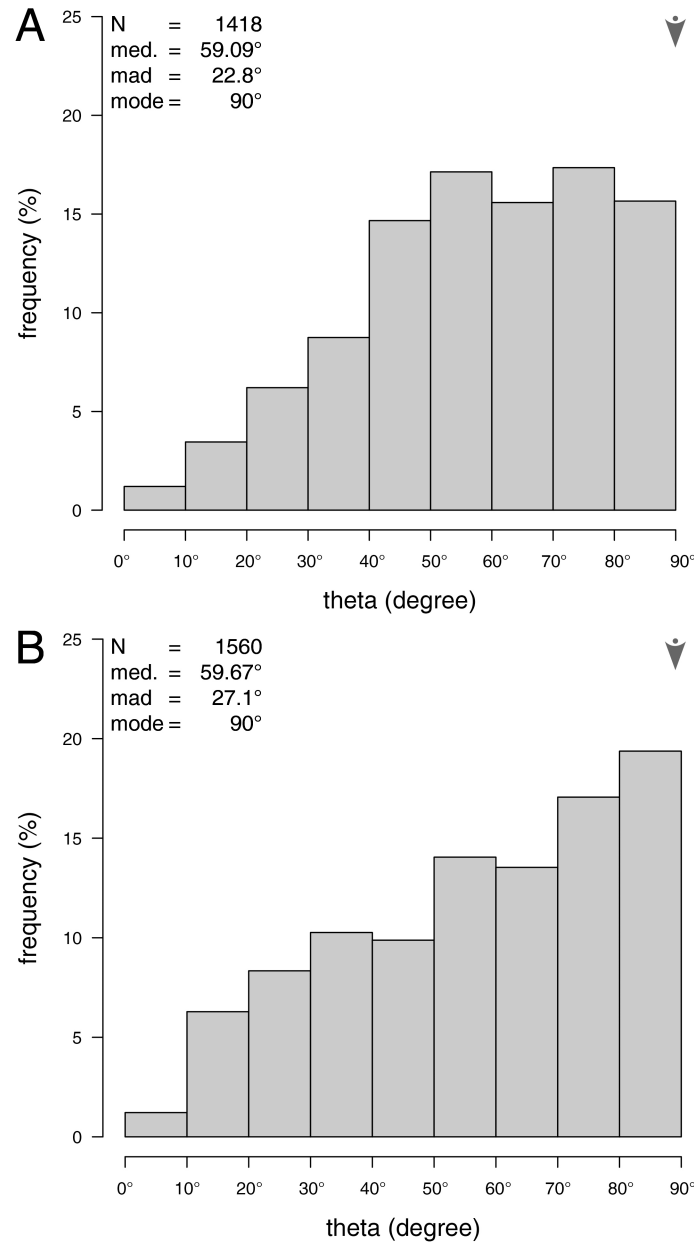 A
N = 1418
med. = 59.09°
mad = 22.8°
mode = 90°
25
20
15
10
5
0
frequency (%)
0° 10° 20° 30° 40° 50° 60° 70° 80° 90°
theta (degree)
B
N = 1560
med. = 59.67°
mad = 27.1°
mode = 90°
25
20
15
10
5
0
frequency (%)
0° 10° 20° 30° 40° 50° 60° 70° 80° 90°
theta (degree)